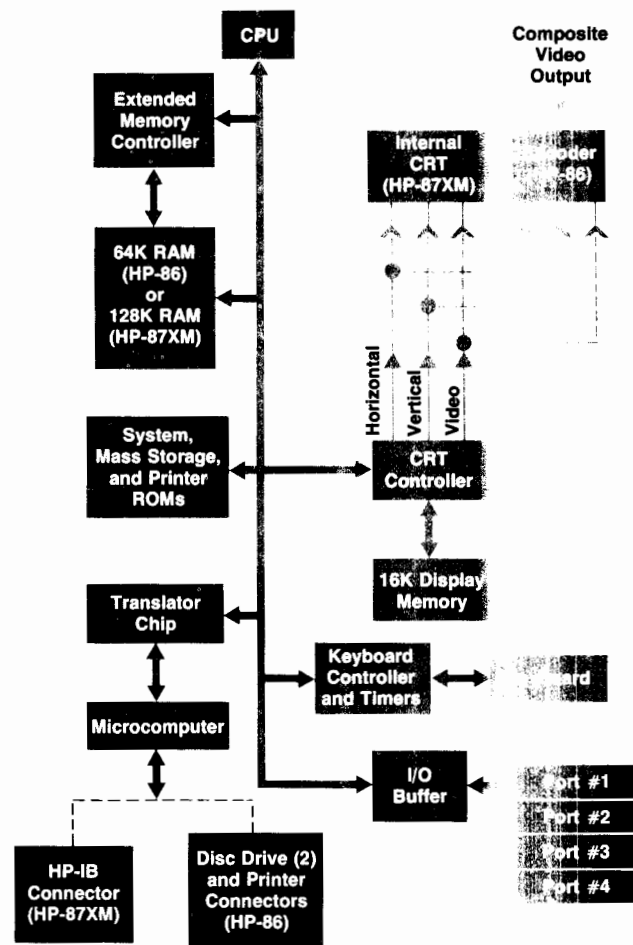 CPU
Composite
Video
Output
Extended
Memory
Controller
Internal
CRT
(HP-87XM)
64K RAM
(HP-86)
or
128K RAM
(HP-87XM)
Horizontal
Vertical
Video
System,
Mass Storage,
and Printer
ROMs
CRT
Controller
16K Display
Memory
Translator
Chip
Keyboard
Controller
and Timers
Microcomputer
I/O
Buffer
Port #1
Port #2
Port #3
Port #4
HP-IB
Connector
(HP-87XM)
Disc Drive (2)
and Printer
Connectors
(HP-86)